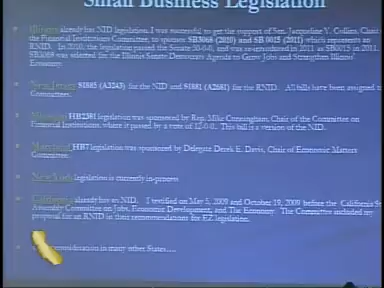 Small Business Legislation
Illinois already has NID legislation. I was successful to get the support of Sen. Jacqueline Y. Collins, Chair
the Financial Institutions Committee, to sponsor SB3068 (2010) and SB 0015 (2011) which represents an
RNID. In 2010, the legislation passed the Senate 50-0-0, and was re-introduced in 2011 as SB0015 in 2011.
SB3068 was selected for the Illinois Senate Democrats Agenda to Grow Jobs and Strengthen Illinois'
Economy.
New Jersey S1885 (A3243) for the NID and S1881 (A2681) for the RNID. All bills have been assigned to
Committees.
HB2381 legislation was sponsored by Rep. Mike Cunningham, Chair of the Committee on
Financial Institutions, where it passed by a vote of 12-0-0. This bill is a version of the NID.
Maryland HB7 legislation was sponsored by Delegate Derek E. Davis, Chair of Economic Matters
Committee.
New York legislation is currently in-process
California already has an NID. I testified on May 5, 2009 and October 19, 2009 before the California St
Assembly Committee on Jobs, Economic Development, and The Economy. The Committee included my
proposal for an RNID in their recommendations for EZ legislation.
consideration in many other States....